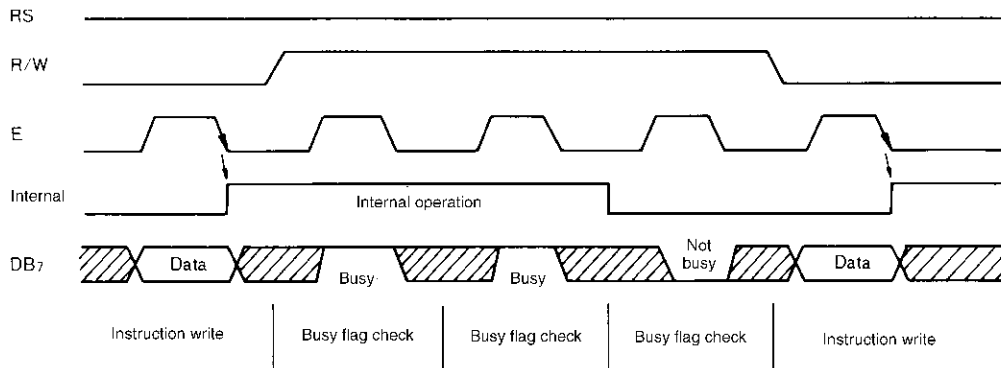 RS
R/W
E
Internal
Internal operation
DB7
Data
Busy
Busy
Not
busy
Data
Instruction write
Busy flag check
Busy flag check
Busy flag check
Instruction write